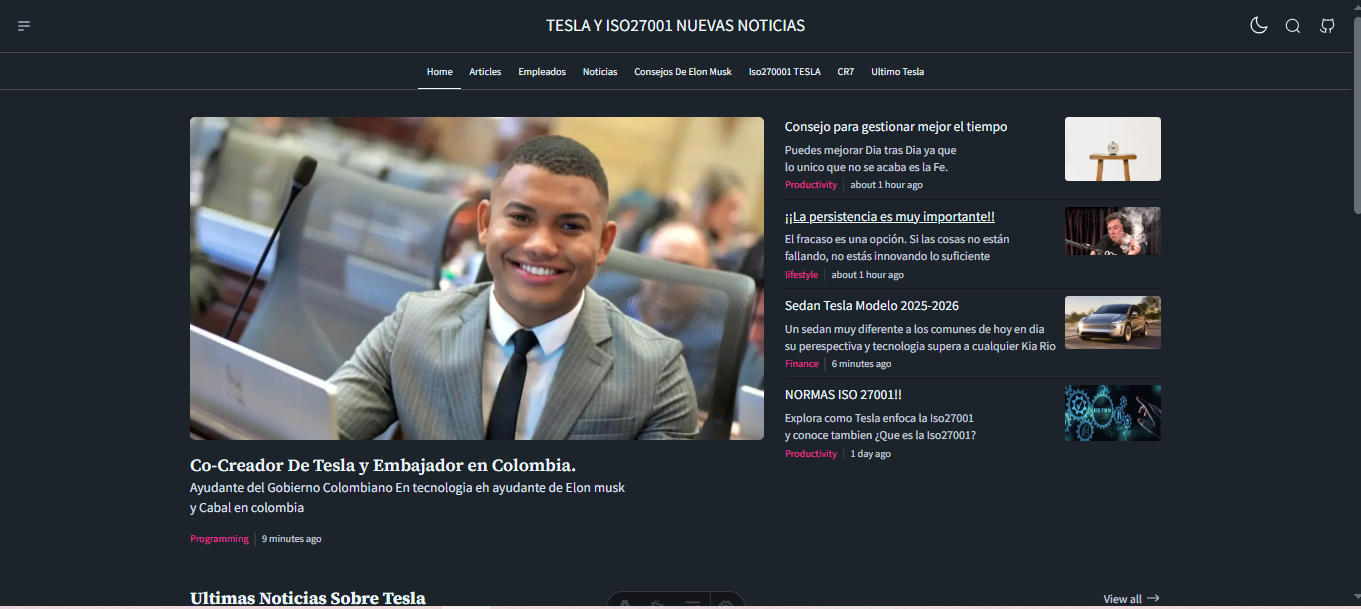 TESLA Y ISO27001 NUEVAS NOTICIAS
Home Articles Empleados Noticias Consejos De Elon Musk Iso270001 TESLA CR7 Ultimo Tesla
Co-Creador De Tesla y Embajador en Colombia.
Ayudante del Gobierno Colombiano En tecnologia eh ayudante de Elon musk
y Cabal en colombia
Programming 9 minutes ago
Consejo para gestionar mejor el tiempo
Puedes mejorar Dia tras Dia ya que
lo unico que no se acaba es la Fe.
Productivity about 1 hour ago
¡¡La persistencia es muy importante!!
El fracaso es una opción. Si las cosas no están
fallando, no estás innovando lo suficiente
lifestyle about 1 hour ago
Sedan Tesla Modelo 2025-2026
Un sedan muy diferente a los comunes de hoy en dia
su perespectiva y tecnologia supera a cualquier Kia Rio
Finance 6 minutes ago
NORMAS ISO 27001!!
Explora como Tesla enfoca la Iso27001
y conoce tambien ¿Que es la Iso27001?
Productivity 1 day ago
Ultimas Noticias Sobre Tesla
View all